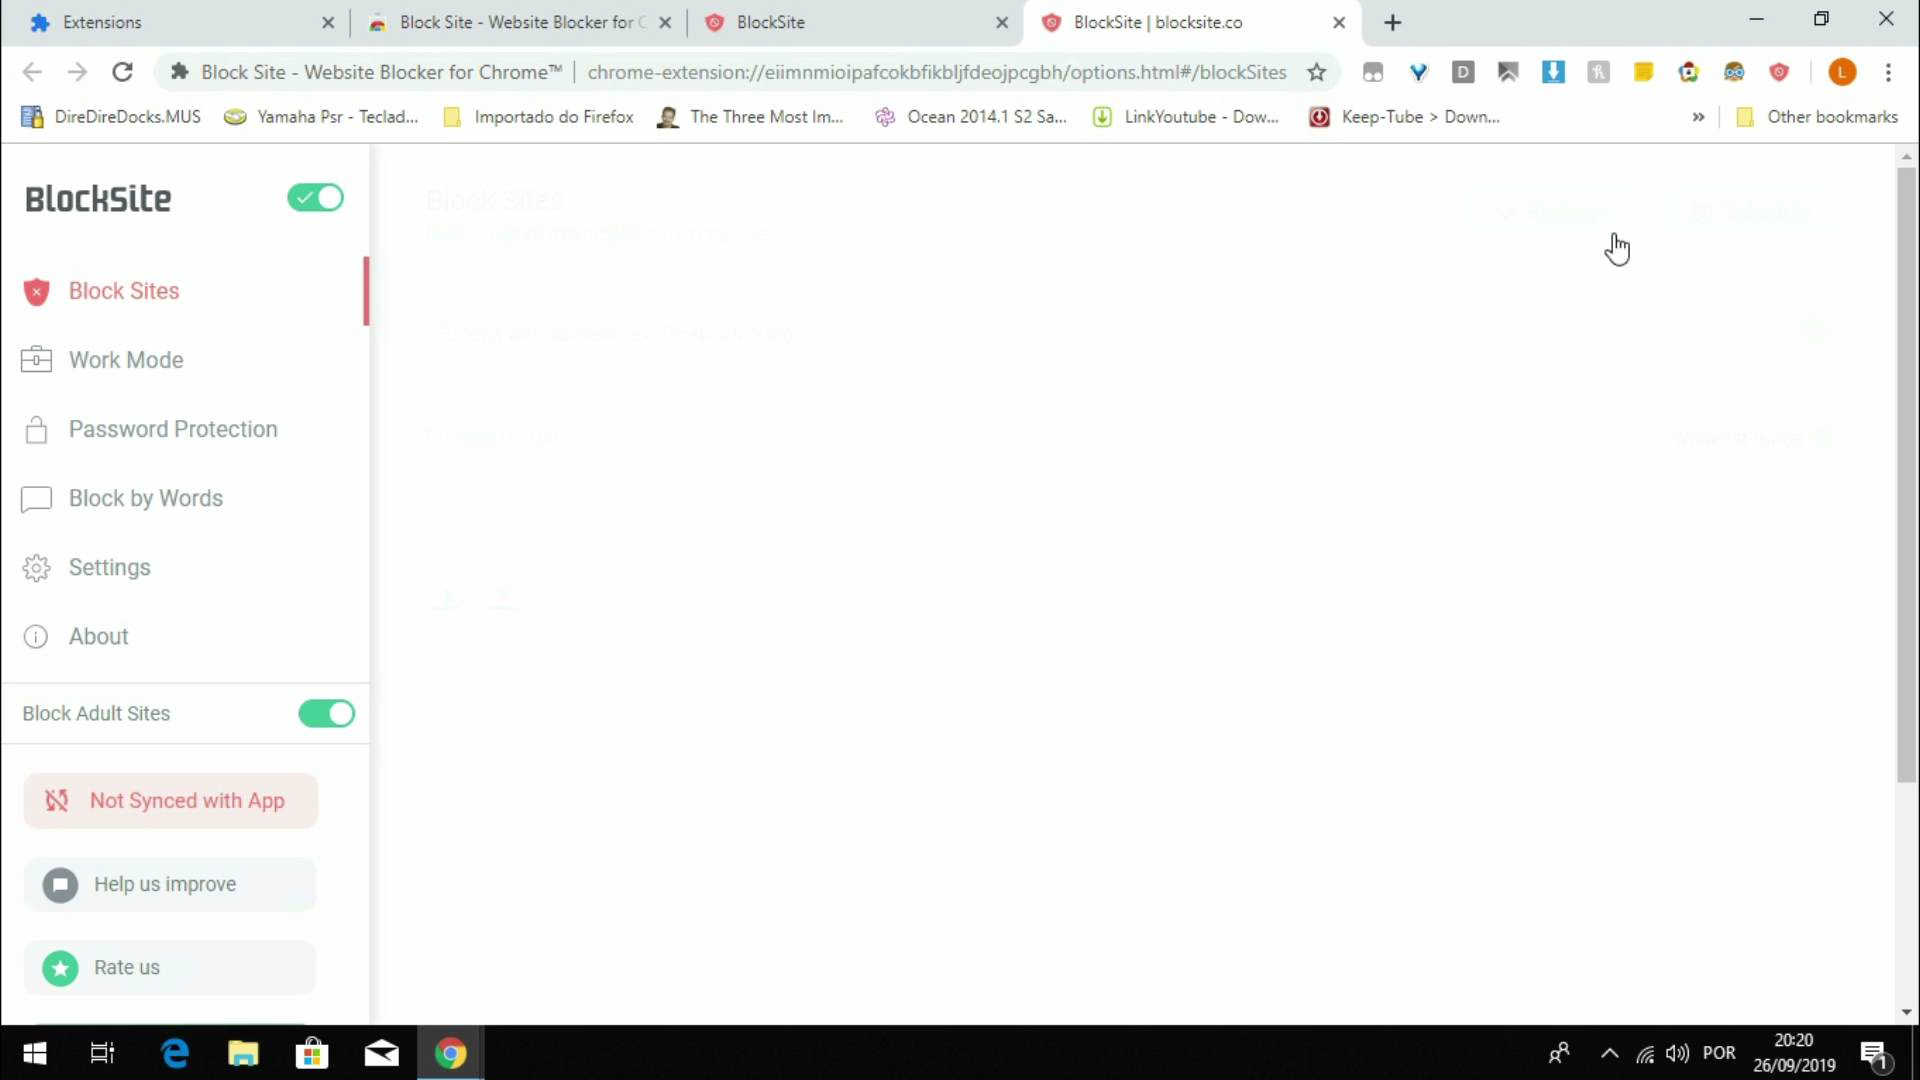 Extensions
Block Site - Website Blocker for C
BlockSite
BlockSite | blocksite.co
Block Site - Website Blocker for Chrome™
chrome-extension://eiimnmioipafcokbfikbljfdeojpcgbh/options.html#/blockSites
D
L
DireDireDocks.MUS
Yamaha Psr - Teclad...
Importado do Firefox
The Three Most Im...
Ocean 2014.1 S2 Sa...
LinkYoutube - Dow...
Keep-Tube > Down...
»
Other bookmarks
BlockSite
Block Sites
Block Sites
Work Mode
Password Protection
Block by Words
Settings
About
Block Adult Sites
Not Synced with App
Help us improve
Rate us
POR
20:20
26/09/2019
1